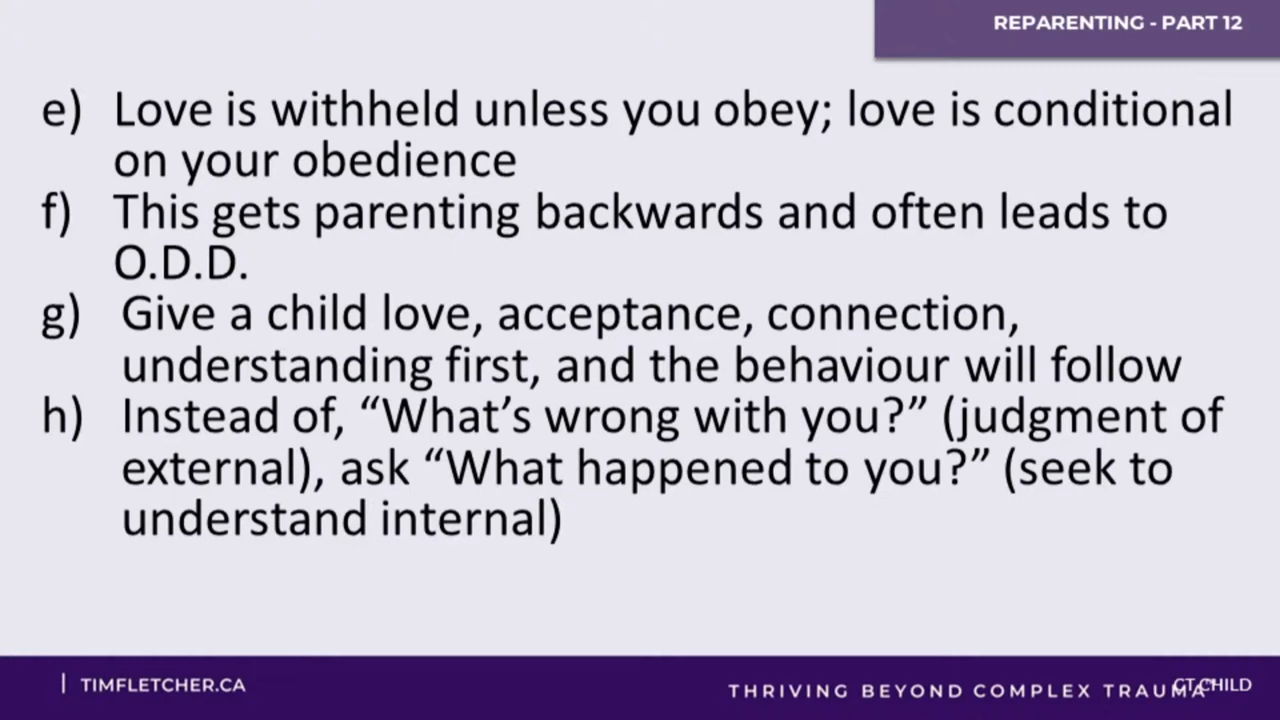 REPARENTING - PART 12
e) Love is withheld unless you obey; love is conditional
on your obedience
f) This gets parenting backwards and often leads to
O.D.D.
g) Give a child love, acceptance, connection,
understanding first, and the behaviour will follow
h) Instead of, “What’s wrong with you?” (judgment of
external), ask “What happened to you?” (seek to
understand internal)
| TIMFLETCHER.CA
THRIVING BEYOND COMPLEX TRAUMA
CT CHILD